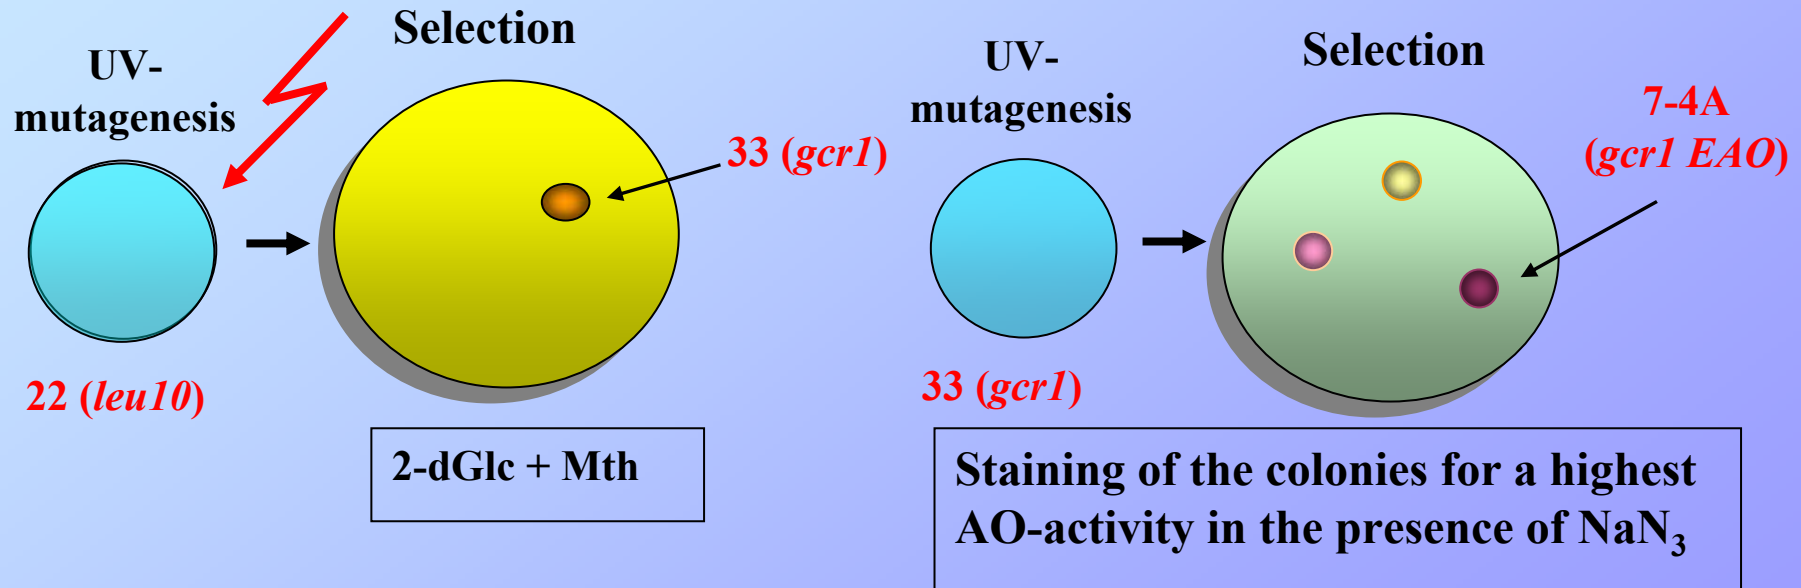 UV-
mutagenesis
Selection
33 (gcr1)
22 (leu10)
2-dGlc + Mth
UV-
mutagenesis
Selection
7-4A
(gcr1 EAO)
33 (gcr1)
Staining of the colonies for a highest
AO-activity in the presence of NaN₃